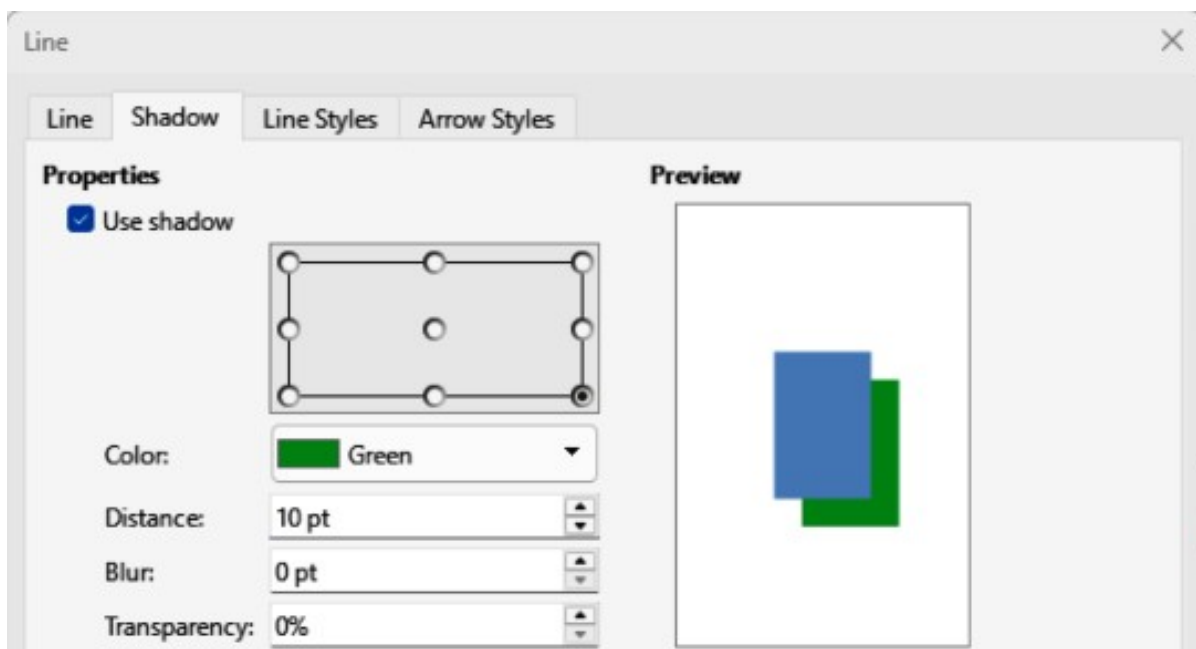 Line
Line Shadow Line Styles Arrow Styles
Properties
Preview
Use shadow
Color: Green
Distance: 10 pt
Blur: 0 pt
Transparency: 0%